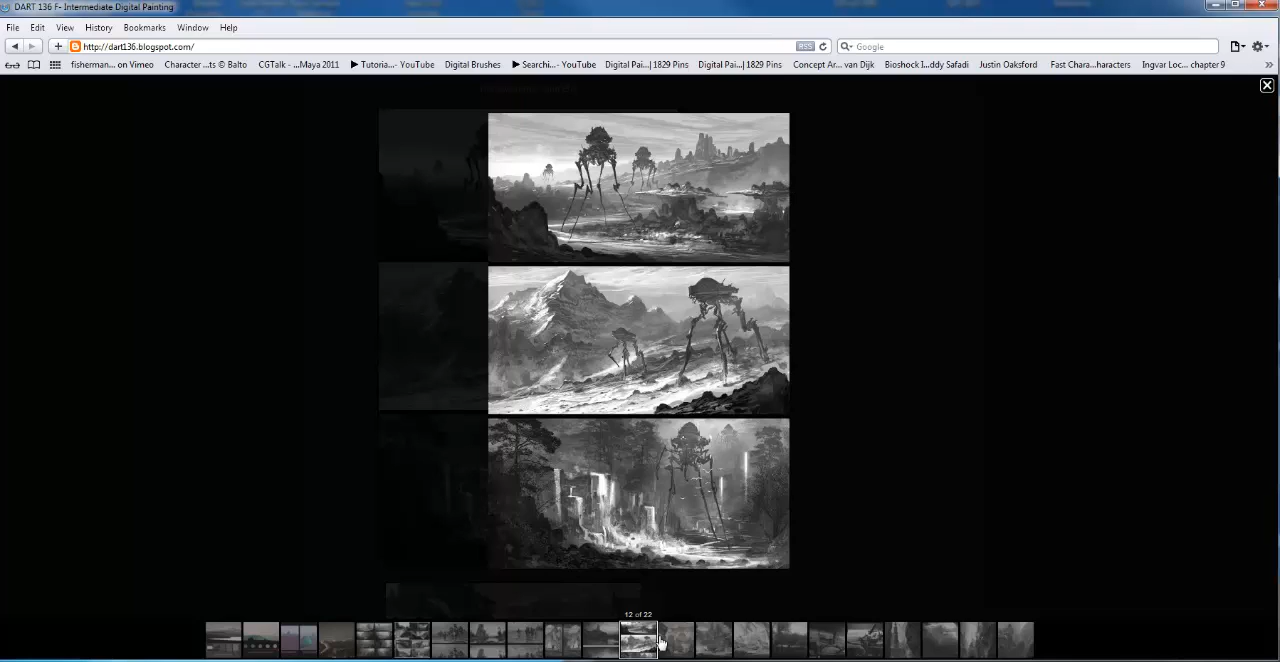 DART 136 F- Intermediate Digital Painting
File Edit View History Bookmarks Window Help
http://dart136.blogspot.com/ RSS Google
fisherman... on Vimeo Character ...ts © Balto CGTalk - ...Maya 2011 Tutoria...- YouTube Digital Brushes Searchi... - YouTube Digital Pai...| 1829 Pins Digital Pai...| 1829 Pins Concept Ar... van Dijk Bioshock I...ddy Safadi Justin Oaksford Fast Chara...haracters Ingvar Loc... chapter 9
12 of 22